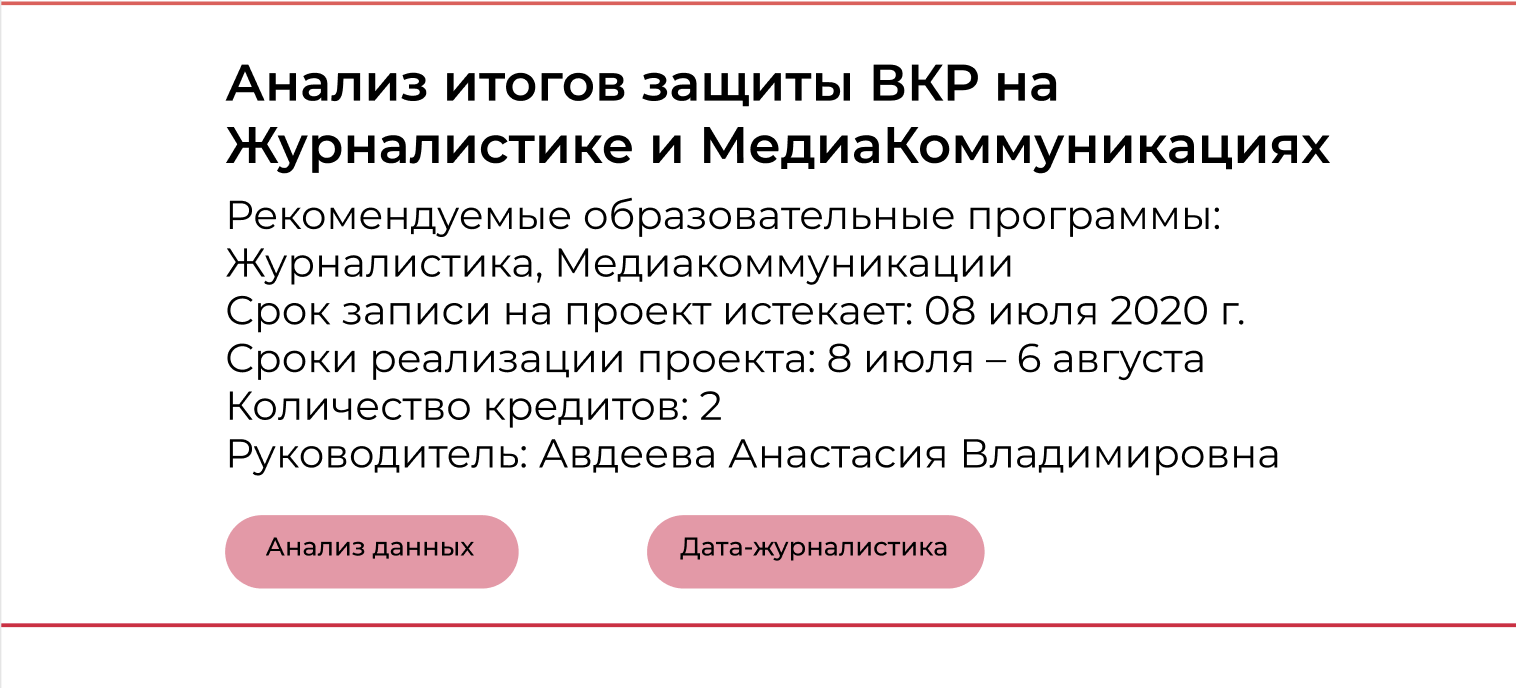 Анализ итогов защиты ВКР на
Журналистике и МедиаКоммуникациях
Рекомендуемые образовательные программы:
Журналистика, Медиакоммуникации
Срок записи на проект истекает: 08 июля 2020 г.
Сроки реализации проекта: 8 июля – 6 августа
Количество кредитов: 2
Руководитель: Авдеева Анастасия Владимировна
Анализ данных
Дата-журналистика